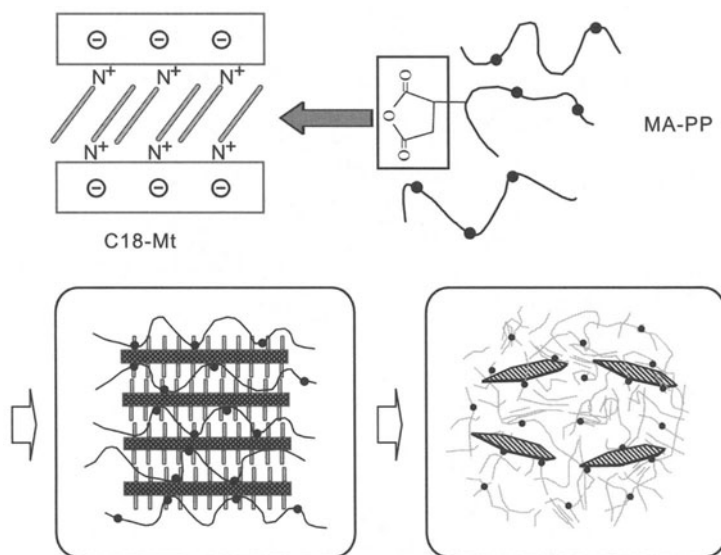 ⊖ ⊖ ⊖
N⁺ N⁺ N⁺
N⁺ N⁺ N⁺
⊖ ⊖ ⊖
C18-Mt
O
O
O
MA-PP